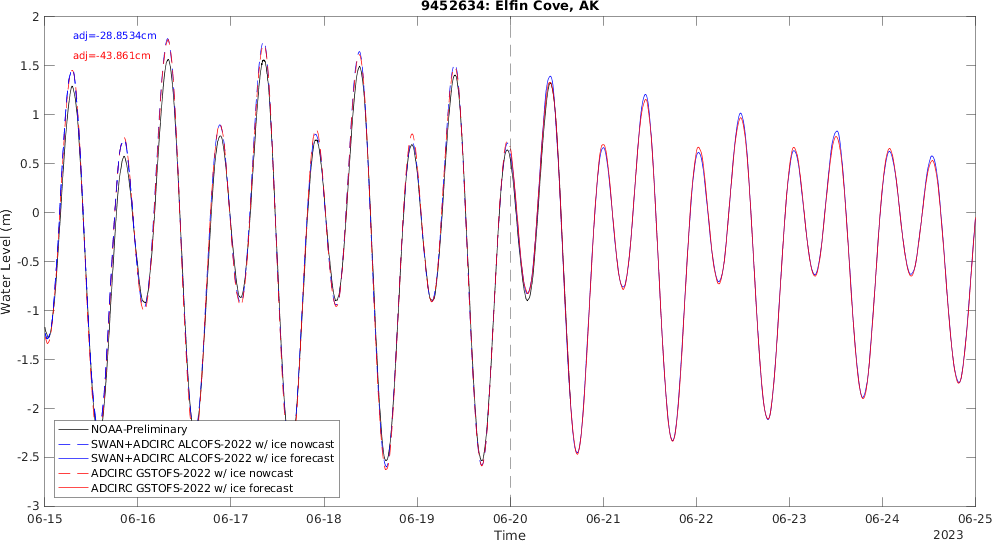 9452634: Elfin Cove, AK
adj=-28.8534cm
adj=-43.861cm
2
1.5
1
0.5
0
-0.5
-1
-1.5
-2
-2.5
-3
Water Level (m)
NOAA-Preliminary
SWAN+ADCIRC ALCOFS-2022 w/ ice nowcast
SWAN+ADCIRC ALCOFS-2022 w/ ice forecast
ADCIRC GSTOFS-2022 w/ ice nowcast
ADCIRC GSTOFS-2022 w/ ice forecast
06-15 06-16 06-17 06-18 06-19 06-20 06-21 06-22 06-23 06-24 06-25
Time
2023